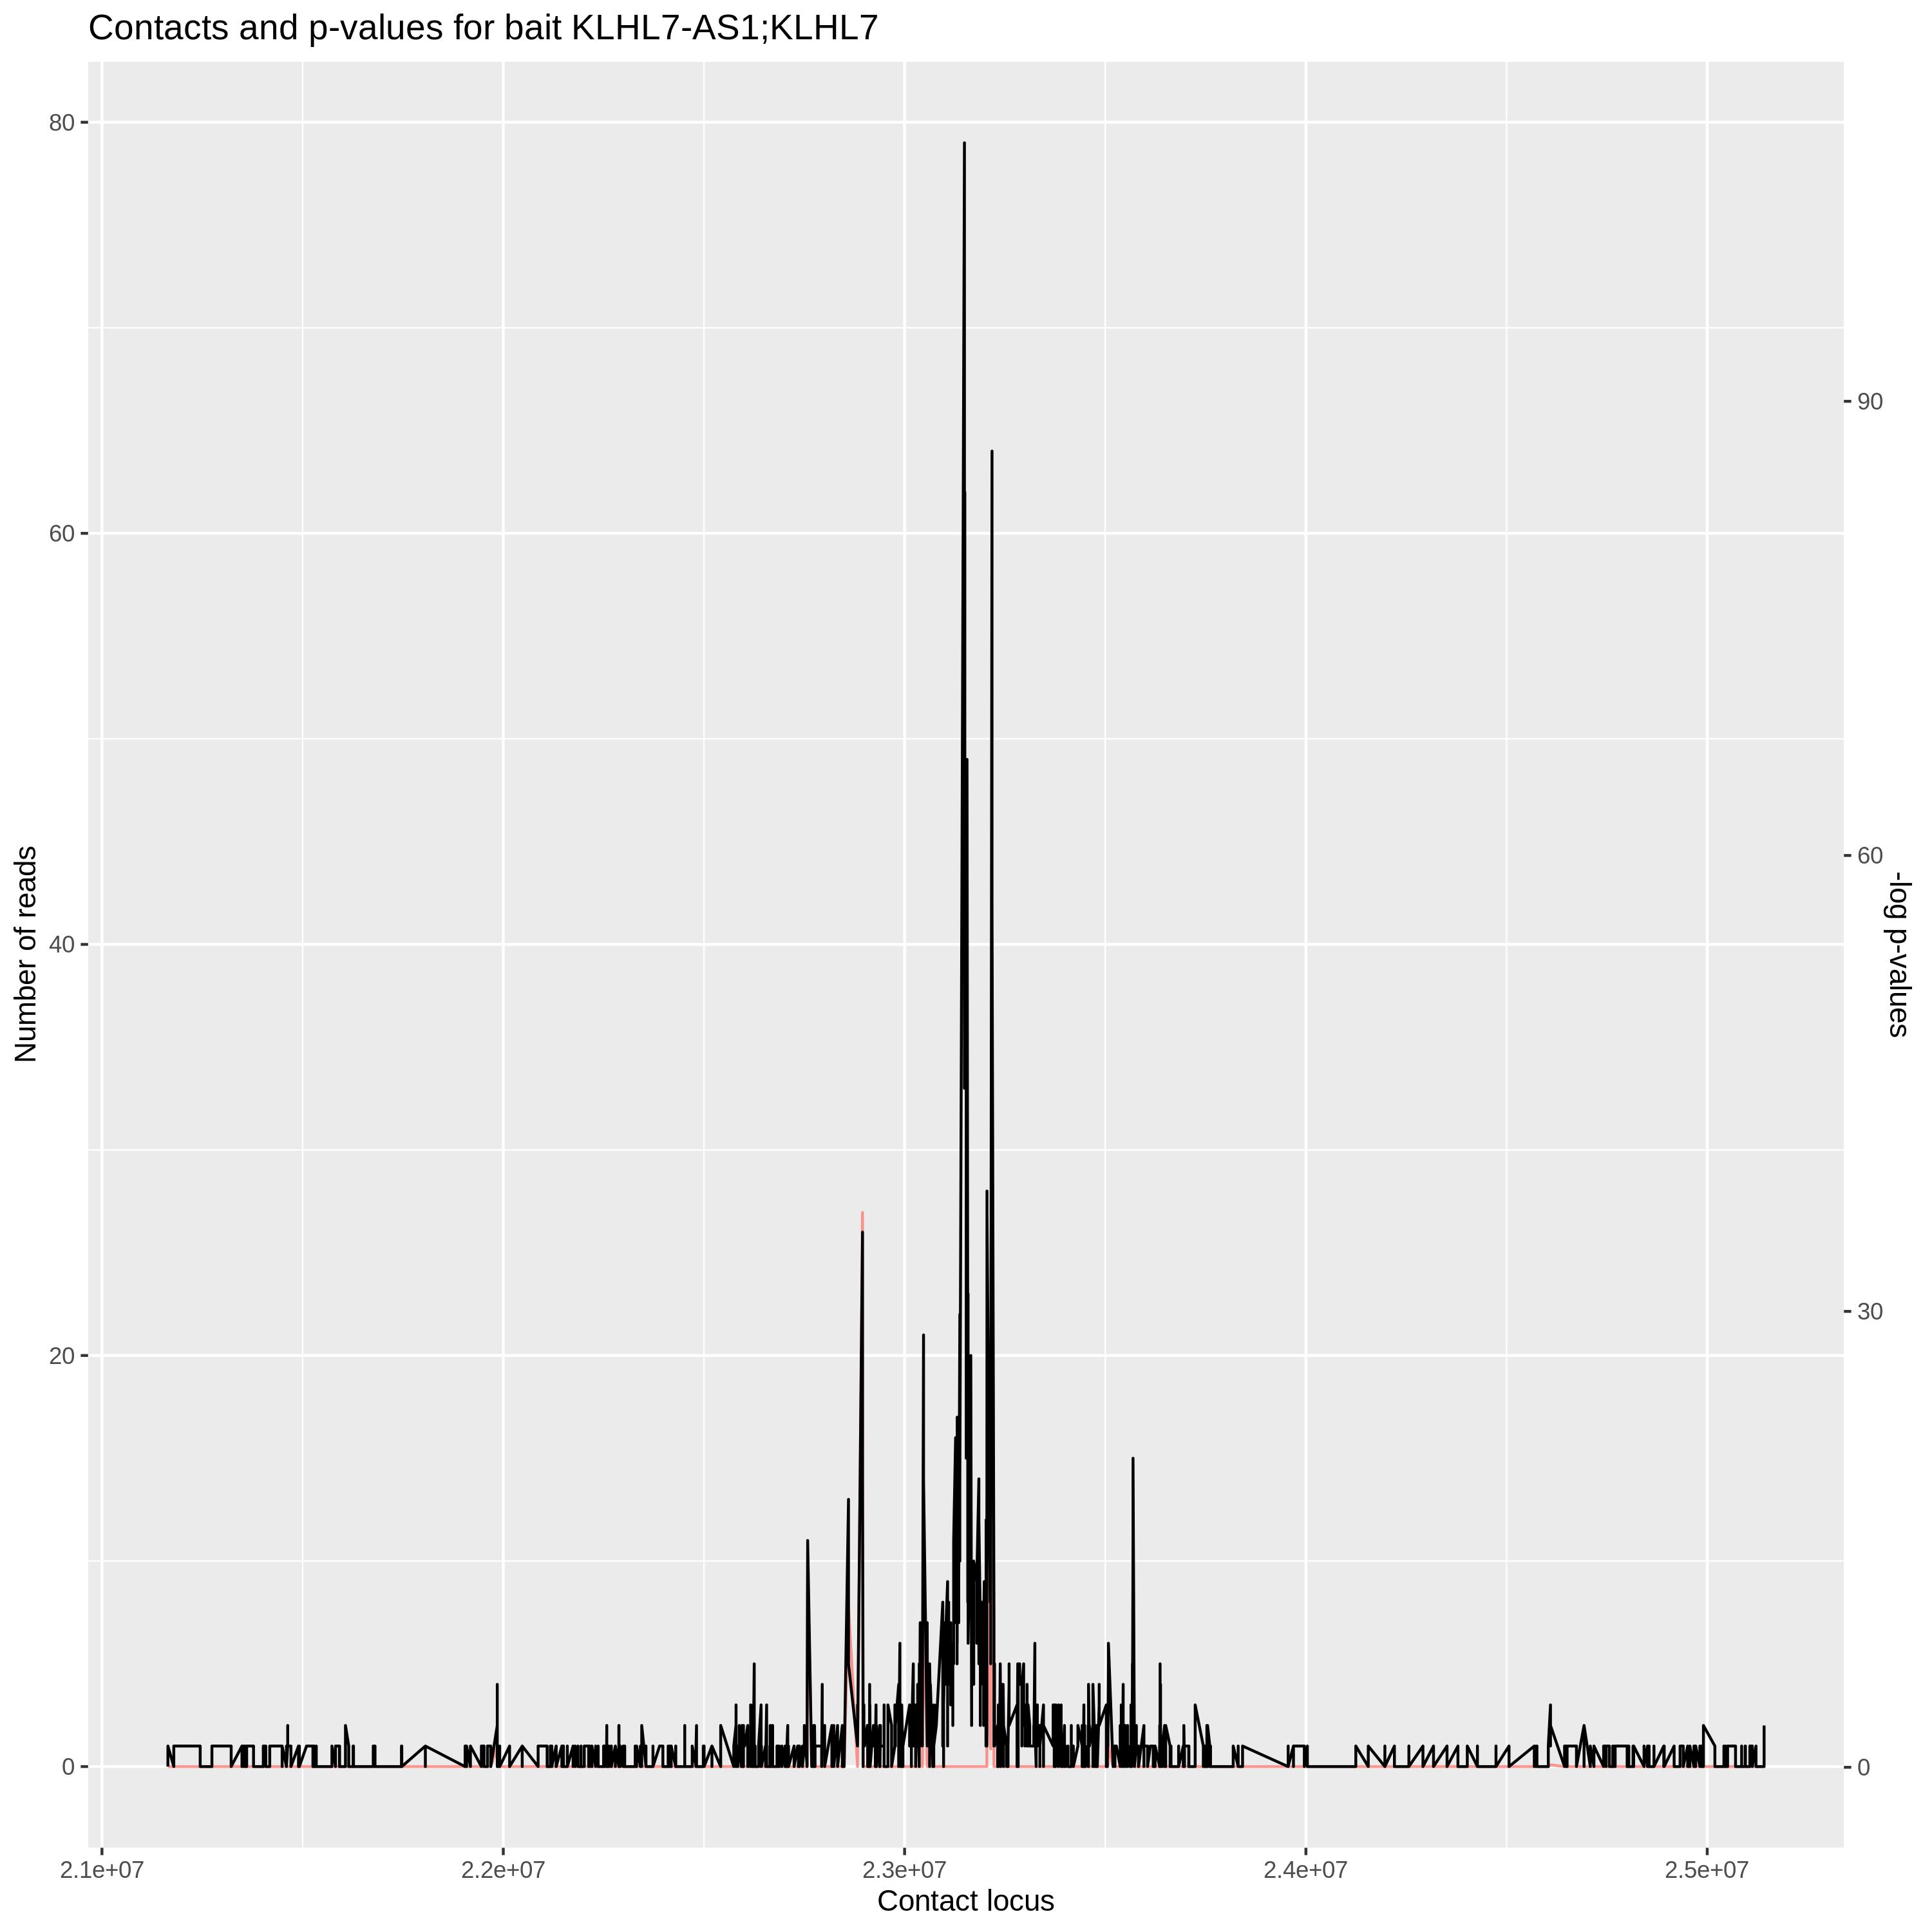 Contacts and p-values for bait KLHL7-AS1;KLHL7
80
60
40
20
0
Number of reads
90
60
30
0
-log p-values
2.1e+07
2.2e+07
2.3e+07
2.4e+07
2.5e+07
Contact locus